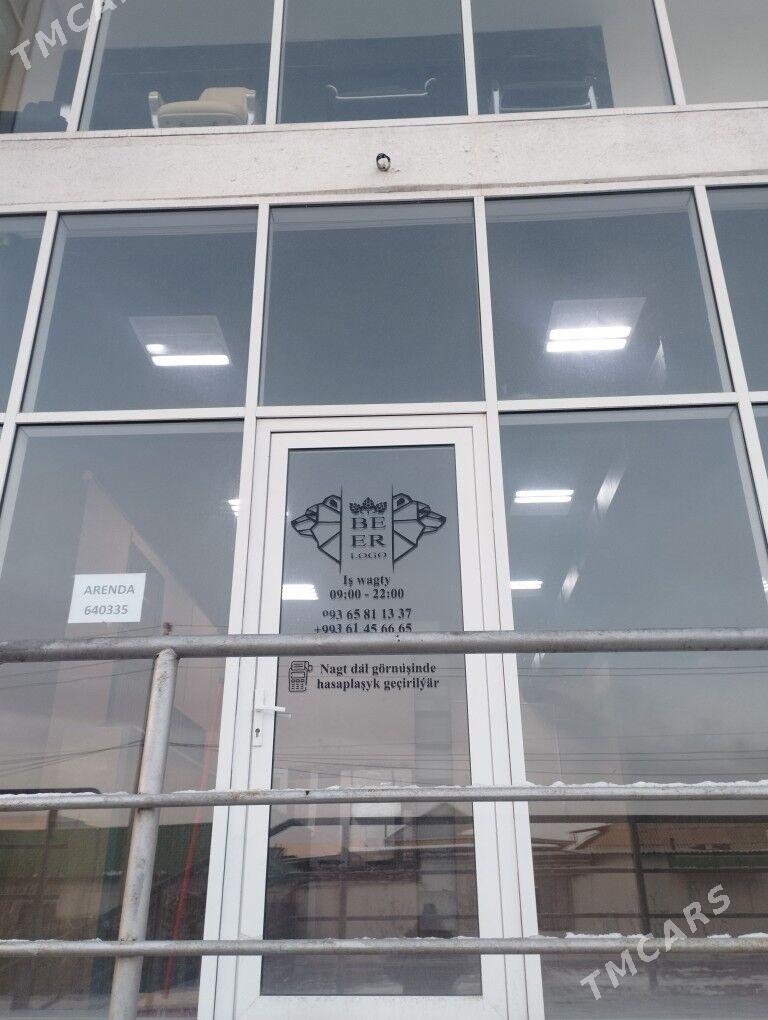 TMCARS
BE
ER
LOGO
Iş wagty
09:00 - 22:00
993 65 81 13 37
+993 61 45 66 65
Nagt dál görnüşinde
hasaplaşyk geçirilýär
ARENDA
640335
TMCARS